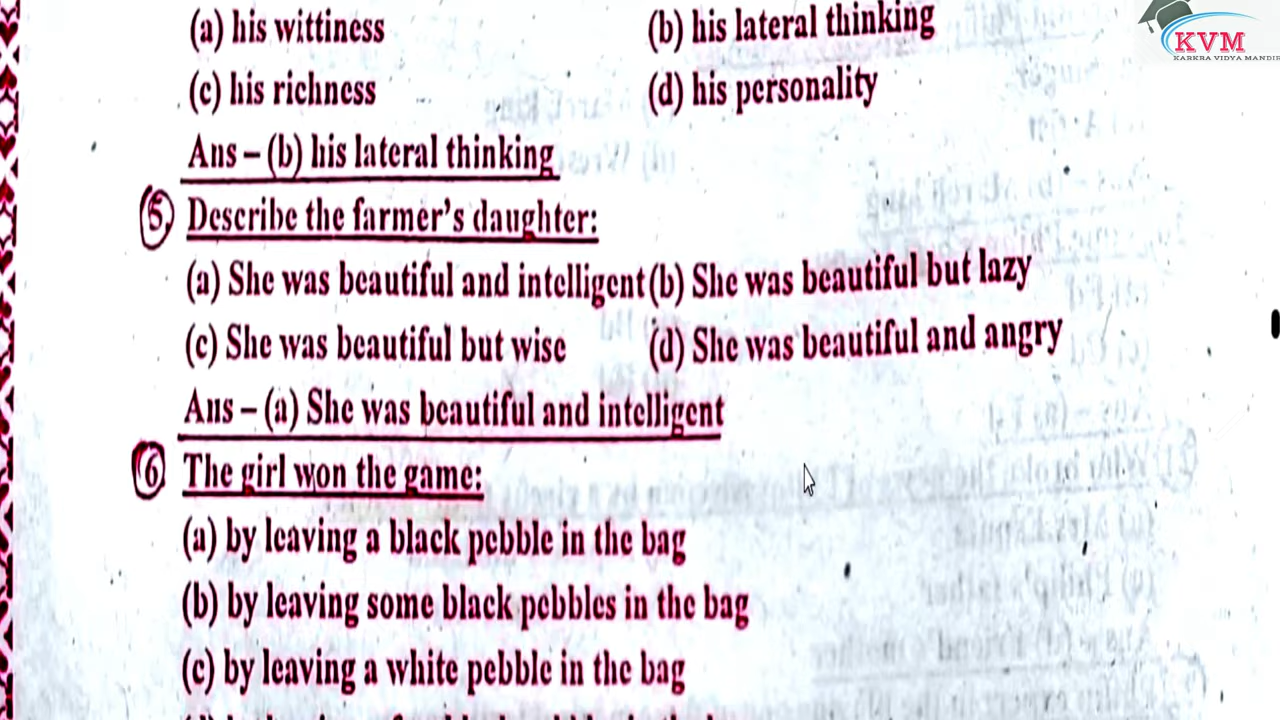 (a) his wittiness (b) his lateral thinking
(c) his richness (d) his personality
Ans – (b) his lateral thinking
5 Describe the farmer's daughter:
(a) She was beautiful and intelligent (b) She was beautiful but lazy
(c) She was beautiful but wise (d) She was beautiful and angry
Ans – (a) She was beautiful and intelligent
6 The girl won the game:
(a) by leaving a black pebble in the bag
(b) by leaving some black pebbles in the bag
(c) by leaving a white pebble in the bag
KVM
KARKRA VIDYA MANDIR